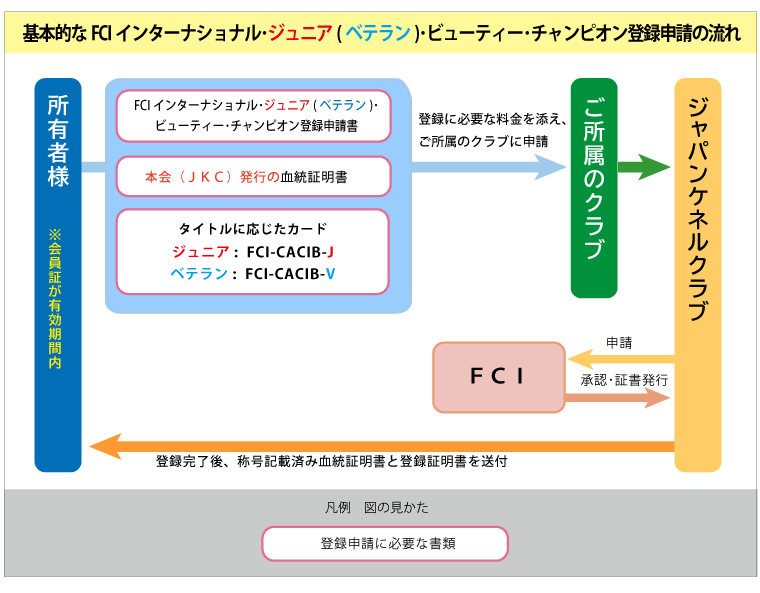 基本的な FCI インターナショナル・ジュニア ( ベテラン )・ビューティー・チャンピオン登録申請の流れ
所有者様
※会員証が有効期間内
FCI インターナショナル・ジュニア ( ベテラン )・
ビューティー・チャンピオン登録申請書
本会（ＪＫＣ）発行の血統証明書
タイトルに応じたカード
ジュニア : FCI-CACIB-J
ベテラン : FCI-CACIB-V
登録に必要な料金を添え、
ご所属のクラブに申請
ご所属のクラブ
ジャパンケネルクラブ
申請
ＦＣＩ
承認・証書発行
登録完了後、称号記載済み血統証明書と登録証明書を送付
凡例　図の見かた
登録申請に必要な書類